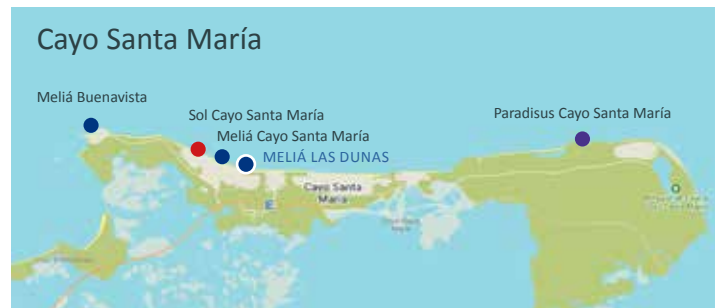 Cayo Santa María
Meliá Buenavista
Sol Cayo Santa María
Paradisus Cayo Santa María
Meliá Cayo Santa María
MELIÁ LAS DUNAS
Cayo Santa
María